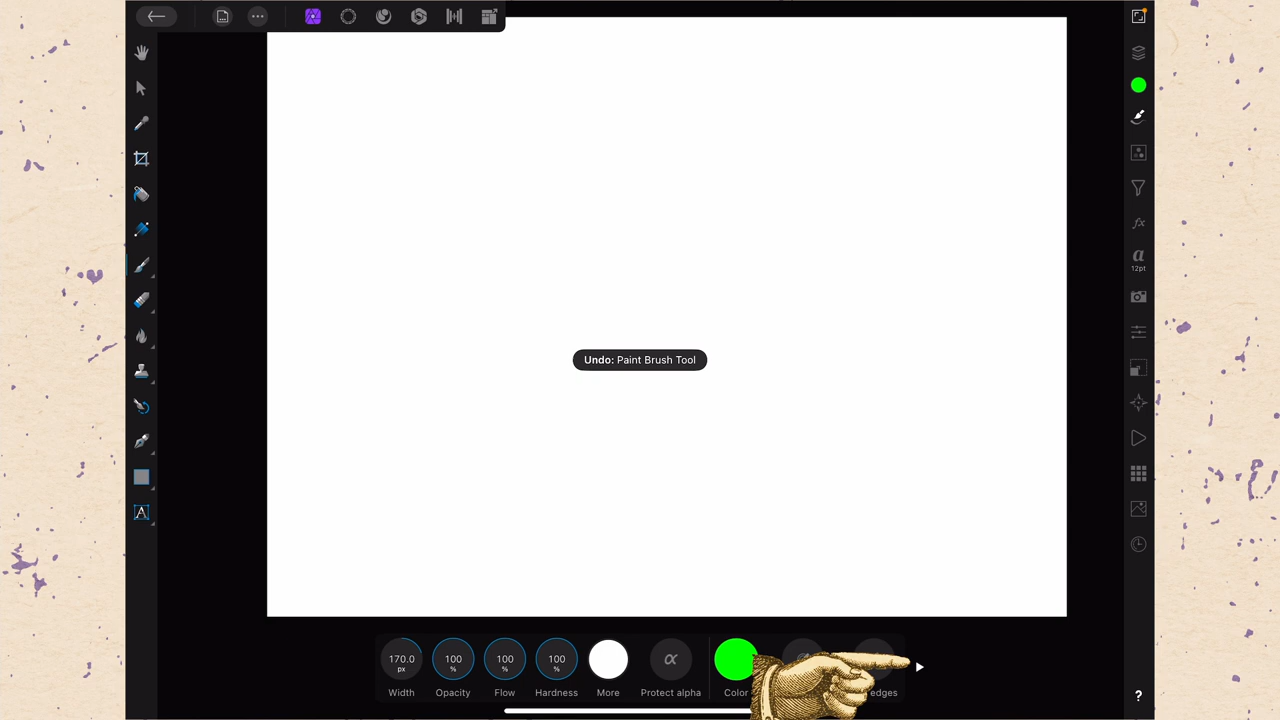 12pt
Undo: Paint Brush Tool
170.0
px
100
%
100
%
100
%
α
Width
Opacity
Flow
Hardness
More
Protect alpha
Color
edges
A
a
fx
?